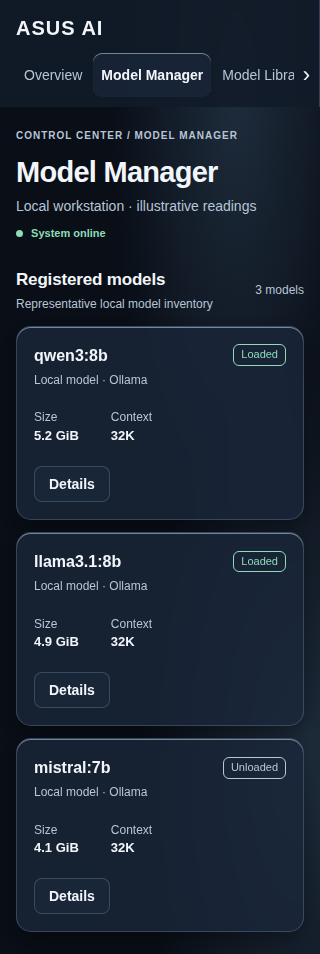 ASUS AI
Overview Model Manager Model Libra ›
CONTROL CENTER / MODEL MANAGER
Model Manager
Local workstation · illustrative readings
System online
Registered models
Representative local model inventory
3 models
qwen3:8b
Loaded
Local model · Ollama
Size Context
5.2 GiB 32K
Details
llama3.1:8b
Loaded
Local model · Ollama
Size Context
4.9 GiB 32K
Details
mistral:7b
Unloaded
Local model · Ollama
Size Context
4.1 GiB 32K
Details